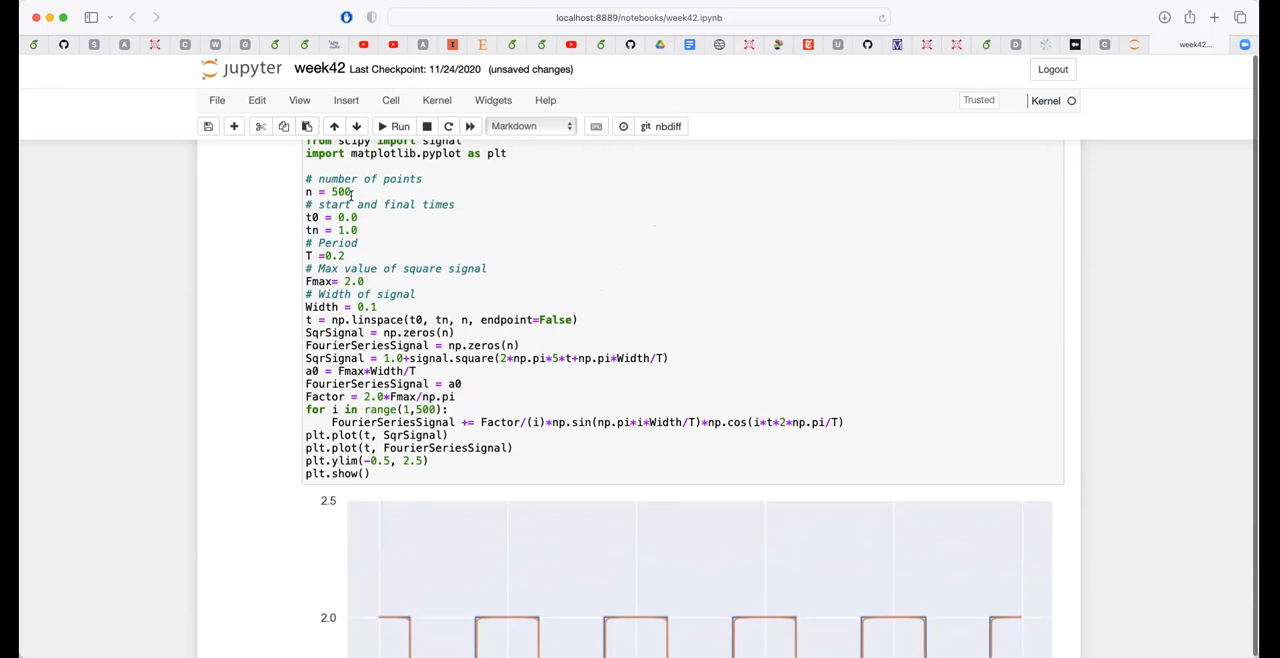 localhost:8889/notebooks/week42.ipynb
week42...
jupyter week42 Last Checkpoint: 11/24/2020 (unsaved changes)
Logout
File Edit View Insert Cell Kernel Widgets Help
Trusted
Kernel
Run
Markdown
git nbdiff
from scipy import signal
import matplotlib.pyplot as plt
# number of points
n = 500
# start and final times
t0 = 0.0
tn = 1.0
# Period
T =0.2
# Max value of square signal
Fmax= 2.0
# Width of signal
Width = 0.1
t = np.linspace(t0, tn, n, endpoint=False)
SqrSignal = np.zeros(n)
FourierSeriesSignal = np.zeros(n)
SqrSignal = 1.0+signal.square(2*np.pi*5*t+np.pi*Width/T)
a0 = Fmax*Width/T
FourierSeriesSignal = a0
Factor = 2.0*Fmax/np.pi
for i in range(1,500):
    FourierSeriesSignal += Factor/(i)*np.sin(np.pi*i*Width/T)*np.cos(i*t*2*np.pi/T)
plt.plot(t, SqrSignal)
plt.plot(t, FourierSeriesSignal)
plt.ylim(-0.5, 2.5)
plt.show()
2.5
2.0